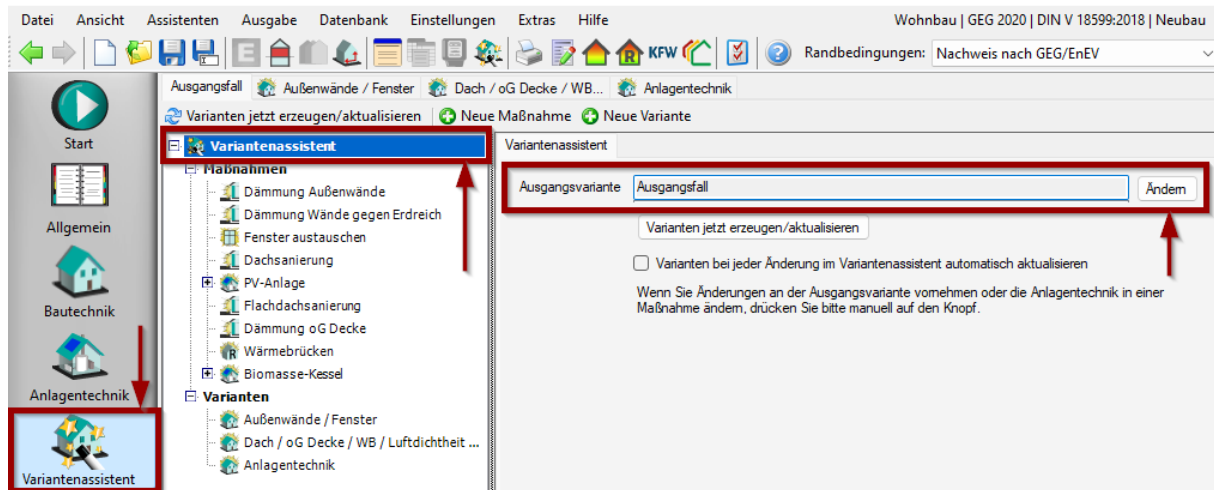 Datei Ansicht Assistenten Ausgabe Datenbank Einstellungen Extras Hilfe Wohnbau | GEG 2020 | DIN V 18599:2018 | Neubau
E R KFW ? Randbedingungen: Nachweis nach GEG/EnEV
Ausgangsfall Außenwände / Fenster Dach / oG Decke / WB... Anlagentechnik
Varianten jetzt erzeugen/aktualisieren Neue Maßnahme Neue Variante
Start
Allgemein
Bautechnik
Anlagentechnik
Variantenassistent
Variantenassistent
Maßnahmen
Dämmung Außenwände
Dämmung Wände gegen Erdreich
Fenster austauschen
Dachsanierung
PV-Anlage
Flachdachsanierung
Dämmung oG Decke
R Wärmebrücken
Biomasse-Kessel
Varianten
Außenwände / Fenster
Dach / oG Decke / WB / Luftdichtheit ...
Anlagentechnik
Variantenassistent
Ausgangsvariante Ausgangsfall Ändern
Varianten jetzt erzeugen/aktualisieren
Varianten bei jeder Änderung im Variantenassistent automatisch aktualisieren
Wenn Sie Änderungen an der Ausgangsvariante vornehmen oder die Anlagentechnik in einer
Maßnahme ändern, drücken Sie bitte manuell auf den Knopf.